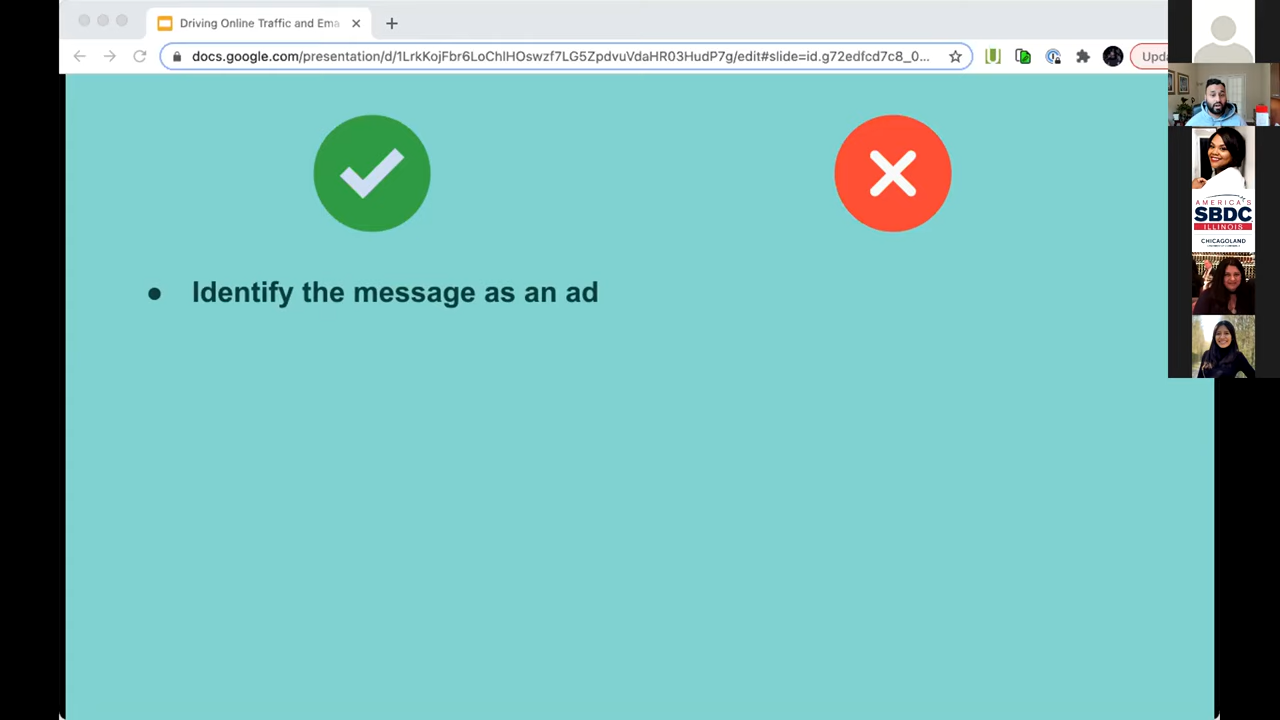 Driving Online Traffic and Ema
docs.google.com/presentation/d/1LrkKojFbr6LoChlHOswzf7LG5ZpdvuVdaHR03HudP7g/edit#slide=id.g72edfcd7c8_0...
Upda
AMERICA'S
SBDC
ILLINOIS
CHICAGOLAND
● Identify the message as an ad